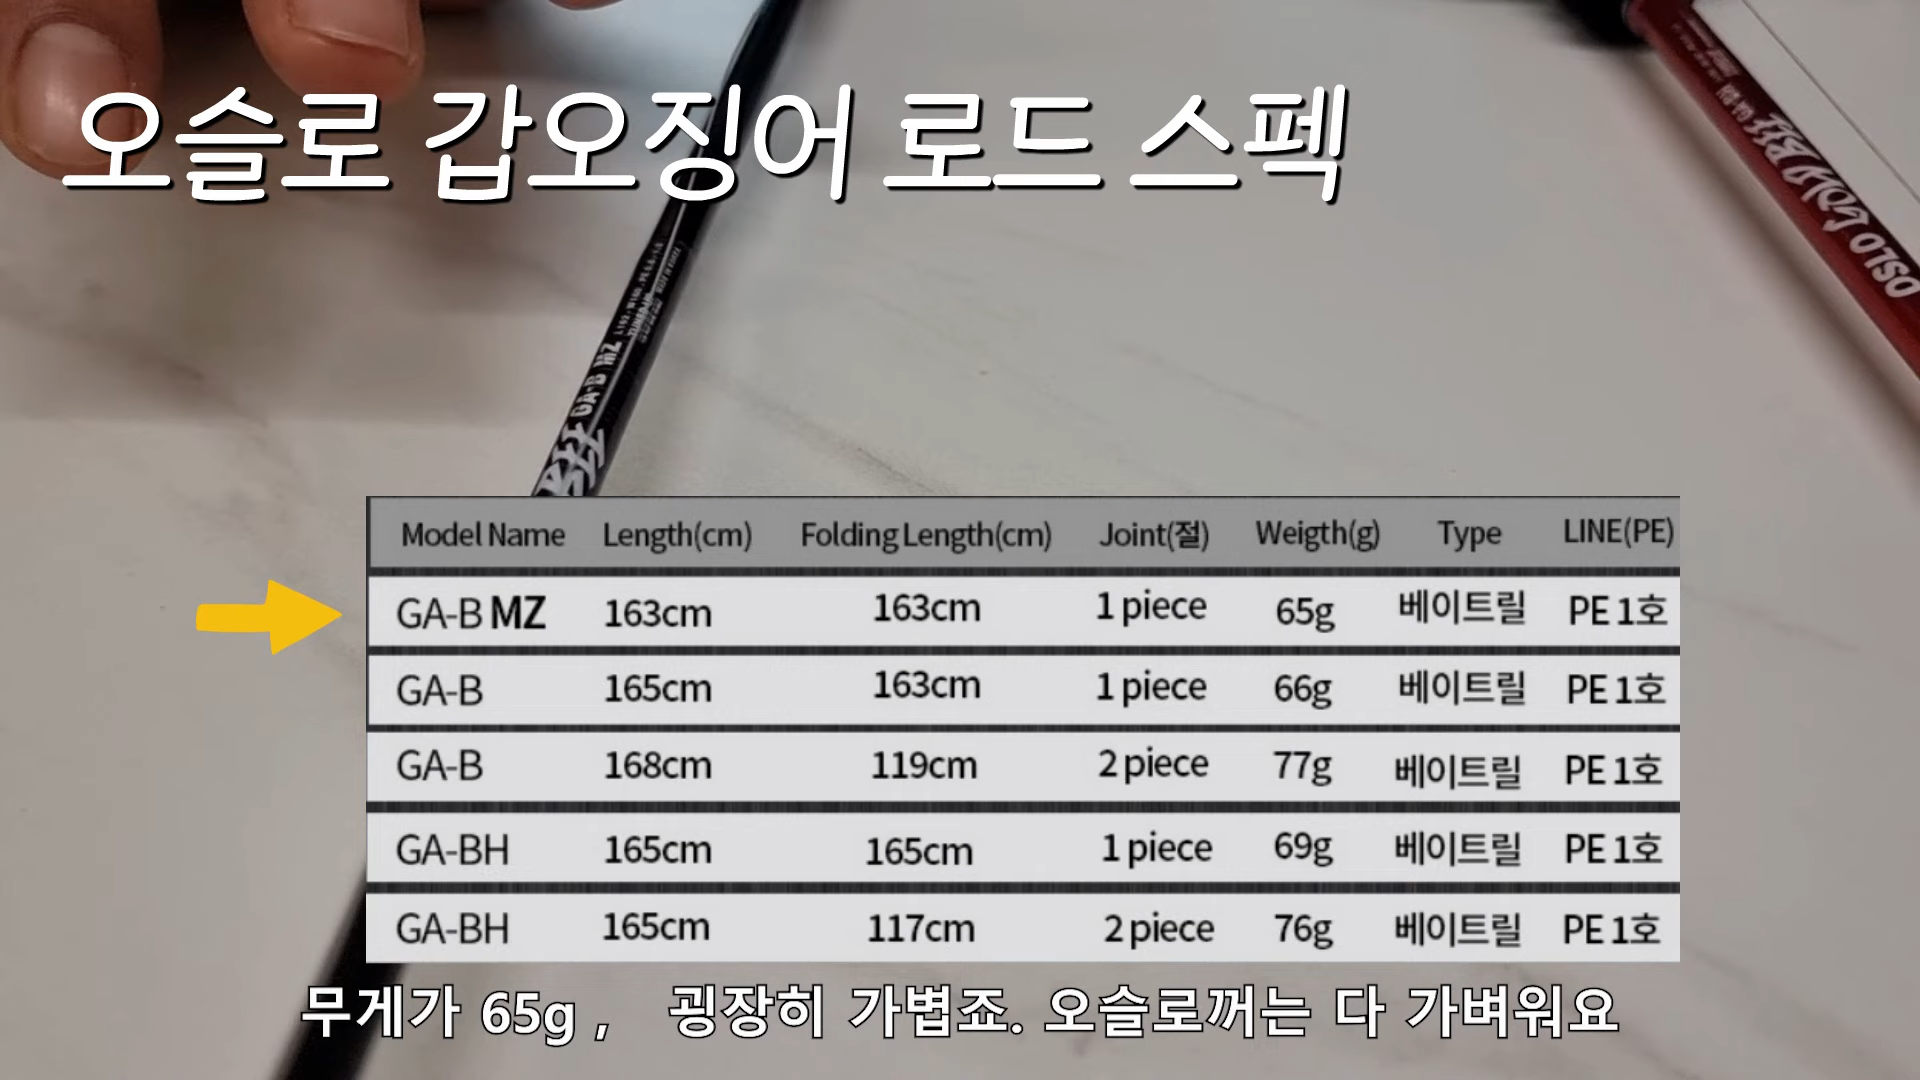 오슬로 갑오징어 로드 스펙
OSLO
GA-B MZ
Model Name Length(cm) Folding Length(cm) Joint(절) Weigth(g) Type LINE(PE)
GA-B MZ 163cm 163cm 1 piece 65g 베이트릴 PE 1호
GA-B 165cm 163cm 1 piece 66g 베이트릴 PE 1호
GA-B 168cm 119cm 2 piece 77g 베이트릴 PE 1호
GA-BH 165cm 165cm 1 piece 69g 베이트릴 PE 1호
GA-BH 165cm 117cm 2 piece 76g 베이트릴 PE 1호
무게가 65g , 굉장히 가볍죠. 오슬로꺼는 다 가벼워요